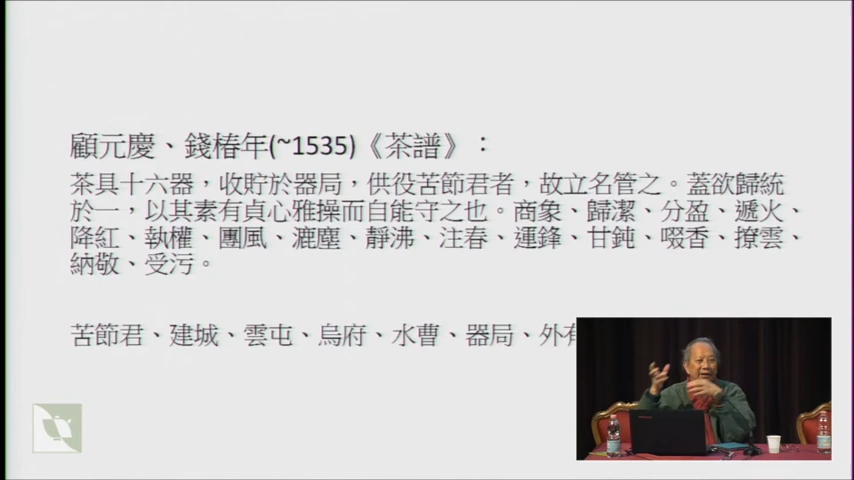 顧元慶、錢椿年(~1535)《茶譜》：
茶具十六器，收貯於器局，供役苦節君者，故立名管之。蓋欲歸統
於一，以其素有貞心雅操而自能守之也。商象、歸潔、分盈、遞火、
降紅、執權、團風、漉塵、靜沸、注春、運鋒、甘鈍、啜香、撩雲、
納敬、受污。
苦節君、建城、雲屯、烏府、水曹、器局、外有